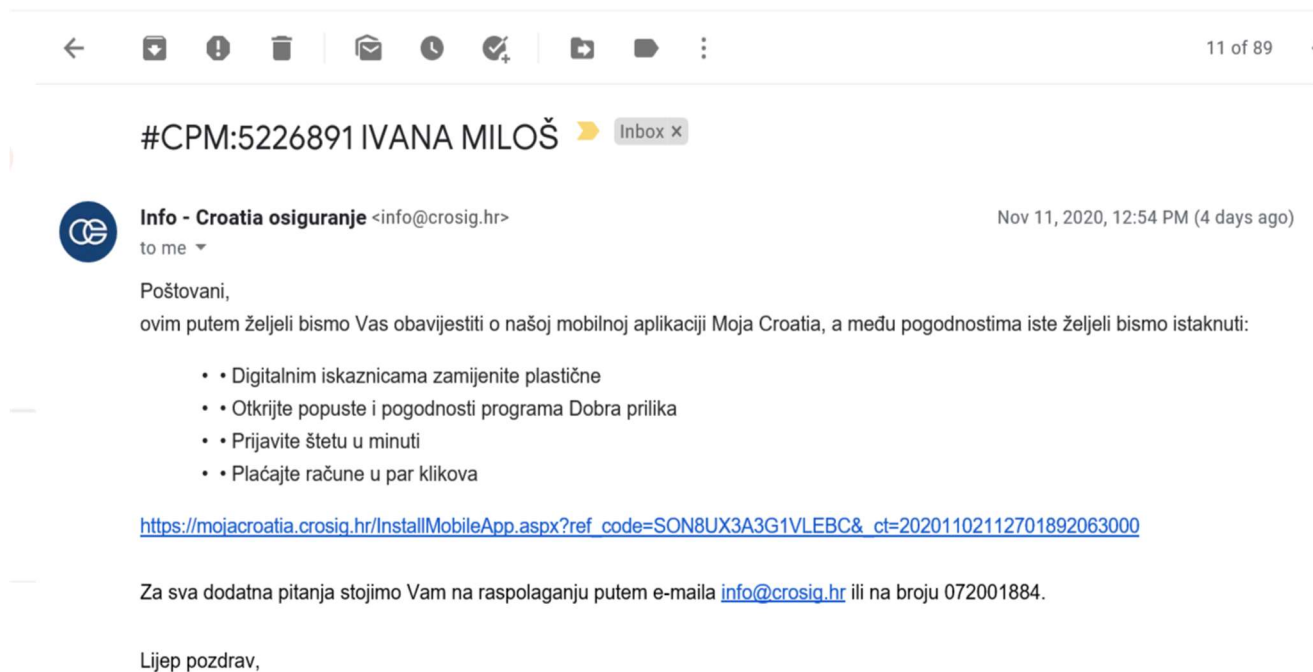 11 of 89
#CPM:5226891 IVANA MILOŠ Inbox ×
Info - Croatia osiguranje <info@crosig.hr> Nov 11, 2020, 12:54 PM (4 days ago)
to me
Poštovani,
ovim putem željeli bismo Vas obavijestiti o našoj mobilnoj aplikaciji Moja Croatia, a među pogodnostima iste željeli bismo istaknuti:
• • Digitalnim iskaznicama zamijenite plastične
• • Otkrijte popuste i pogodnosti programa Dobra prilika
• • Prijavite štetu u minuti
• • Plaćajte račune u par klikova
https://mojacroatia.crosig.hr/InstallMobileApp.aspx?ref_code=SON8UX3A3G1VLEBC&_ct=20201102112701892063000
Za sva dodatna pitanja stojimo Vam na raspolaganju putem e-maila info@crosig.hr ili na broju 072001884.
Lijep pozdrav,